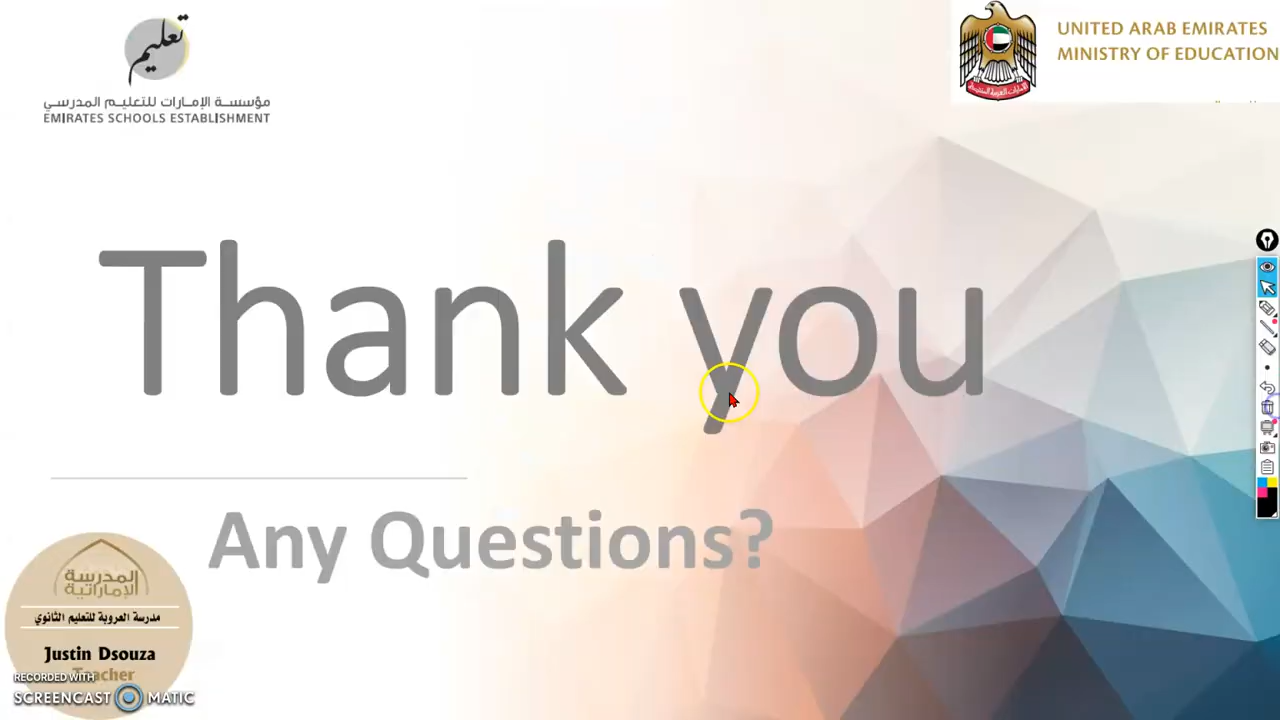 تعليم
مؤسسة الإمارات للتعليم المدرسي
EMIRATES SCHOOLS ESTABLISHMENT
UNITED ARAB EMIRATES
MINISTRY OF EDUCATION
Thank you
Any Questions?
المدرسة
الإماراتية
مدرسة العروبة للتعليم الثانوي
Justin Dsouza
Teacher
RECORDED WITH
SCREENCAST MATIC